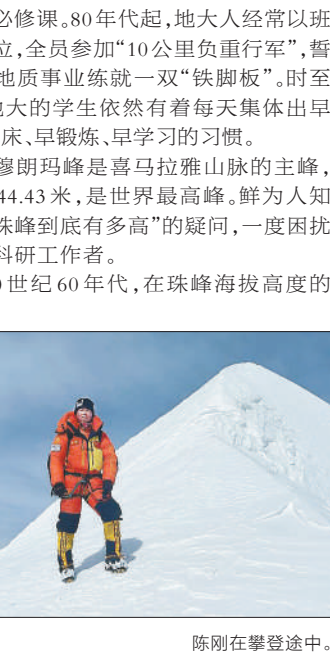 必修课。80年代起,地大人经常以班
位,全员参加“10公里负重行军”,誓
地质事业练就一双“铁脚板”。时至
地大的学生依然有着每天集体出早
床、早锻炼、早学习的习惯。
穆朗玛峰是喜马拉雅山脉的主峰,
44.43米,是世界最高峰。鲜为人知
珠峰到底有多高”的疑问,一度困扰
科研工作者。
世纪60年代,在珠峰海拔高度的
陈刚在攀登途中。